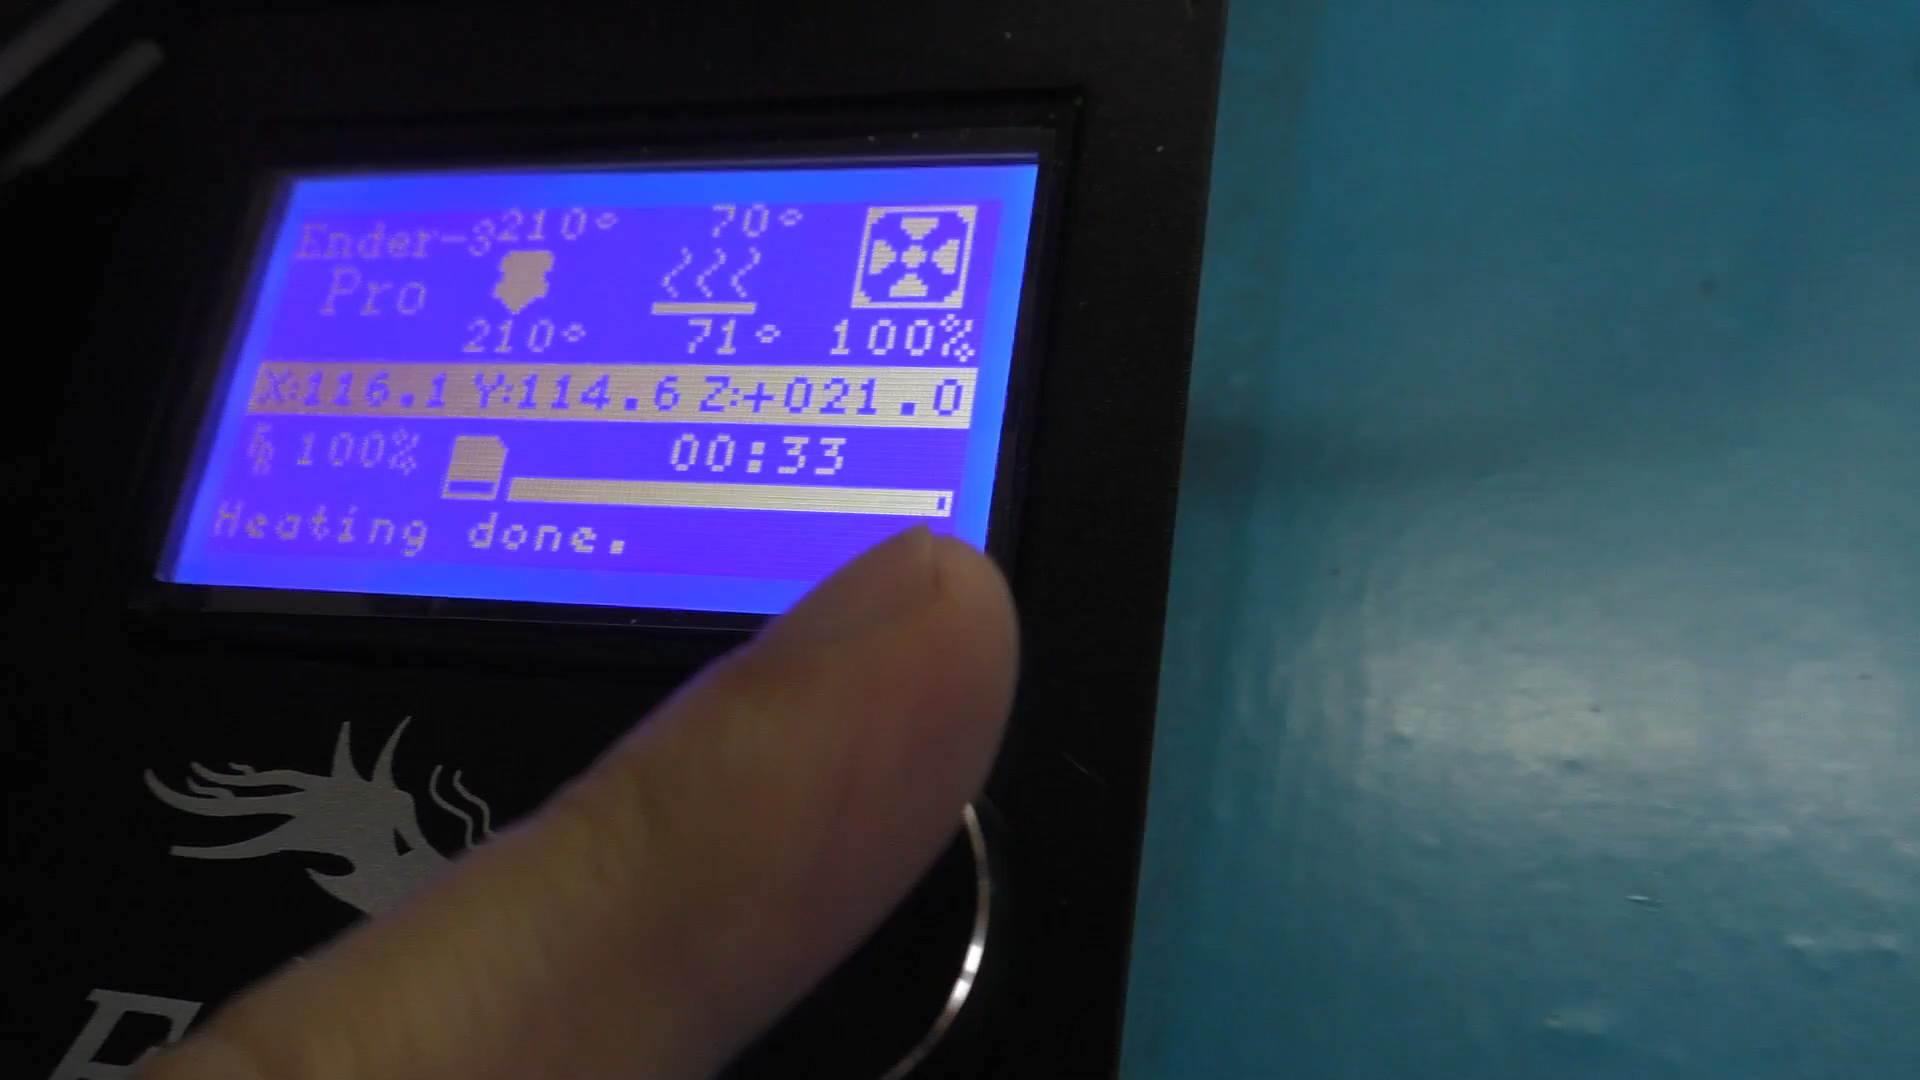 210° 70°
Ender-3
Pro
210° 71° 100%
X:116.1 Y:114.6 Z:+021.0
FR 100% 00:33
Heating done.
E